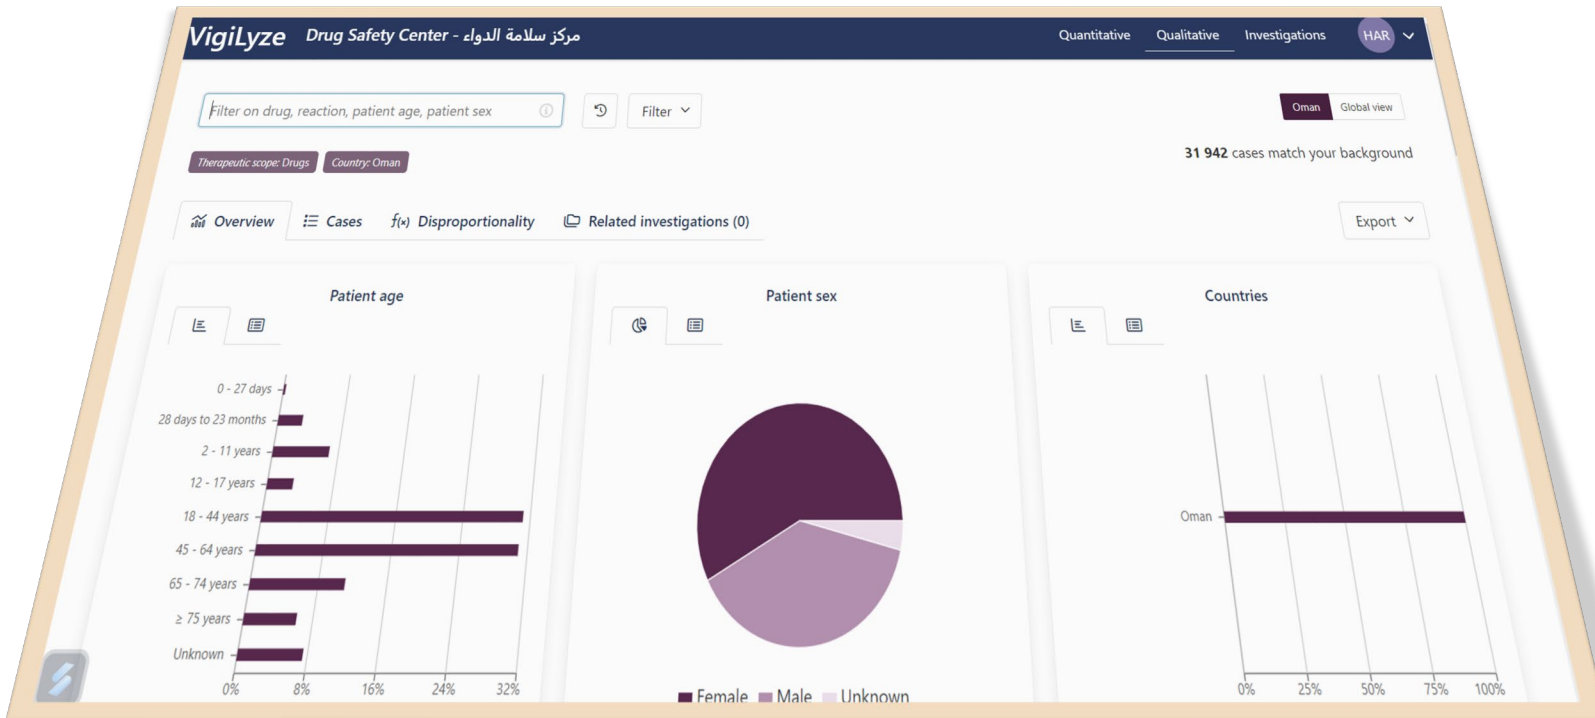 VigiLyze Drug Safety Center - مركز سلامة الدواء Quantitative Qualitative Investigations HAR
Filter on drug, reaction, patient age, patient sex Filter Oman Global view
Therapeutic scope: Drugs Country: Oman 31 942 cases match your background
Overview Cases f(x) Disproportionality Related investigations (0) Export
Patient age
0 - 27 days
28 days to 23 months
2 - 11 years
12 - 17 years
18 - 44 years
45 - 64 years
65 - 74 years
≥ 75 years
Unknown
0% 8% 16% 24% 32%
Patient sex
Female Male Unknown
Countries
Oman
0% 25% 50% 75% 100%